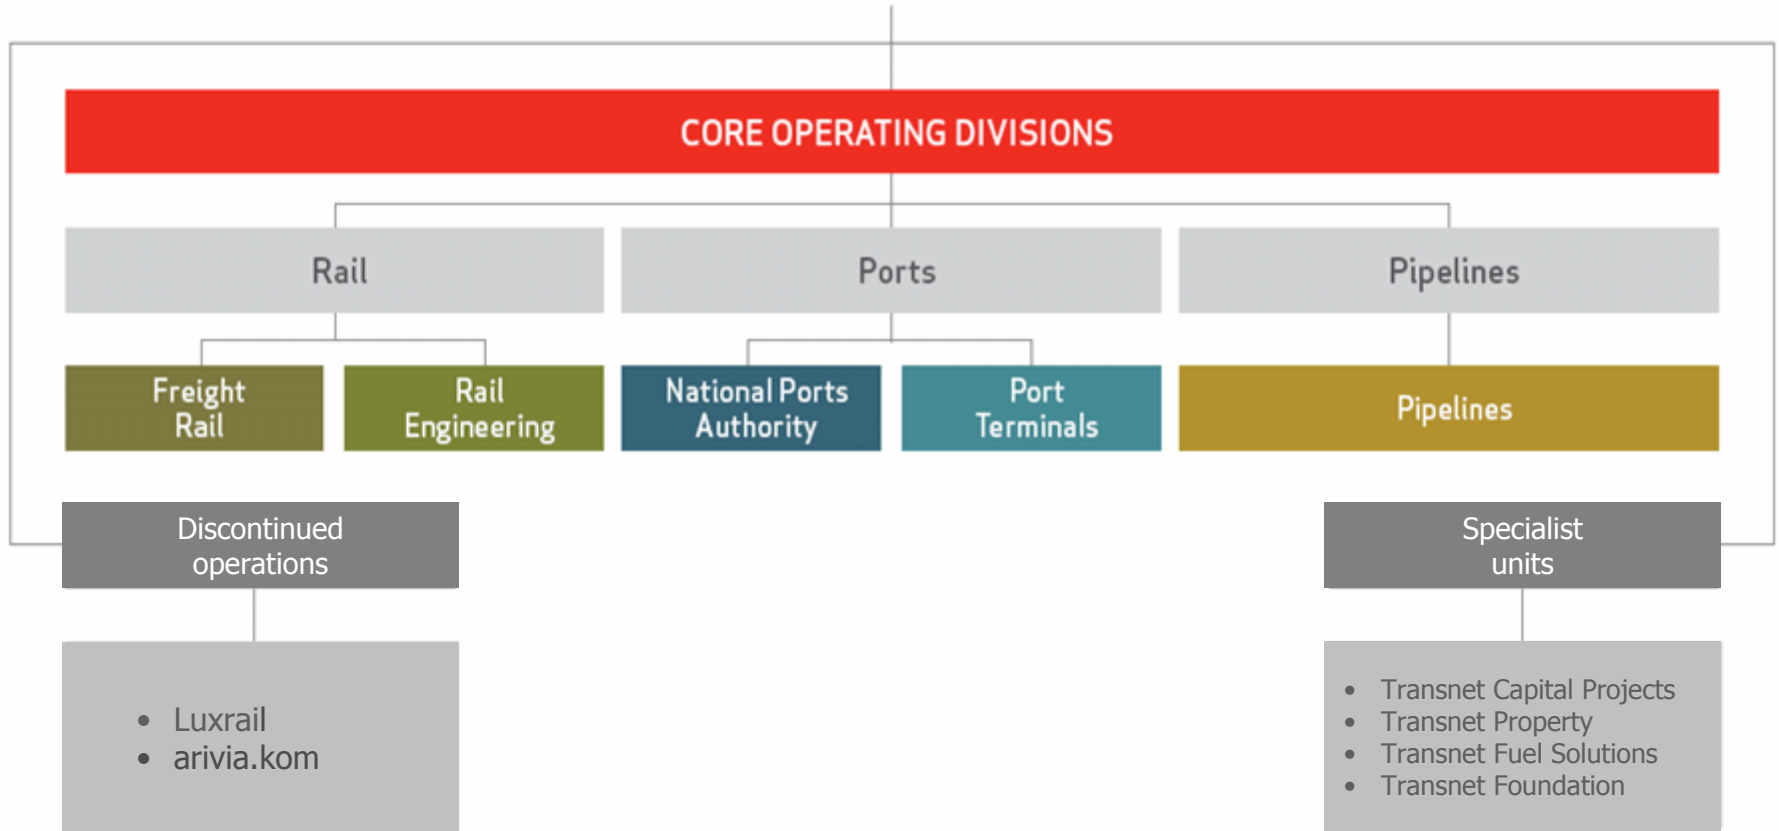 CORE OPERATING DIVISIONS
Rail
Ports
Pipelines
Freight
Rail
Rail
Engineering
National Ports
Authority
Port
Terminals
Pipelines
Discontinued
operations
Specialist
units
• Luxrail
• arivia.kom
• Transnet Capital Projects
• Transnet Property
• Transnet Fuel Solutions
• Transnet Foundation